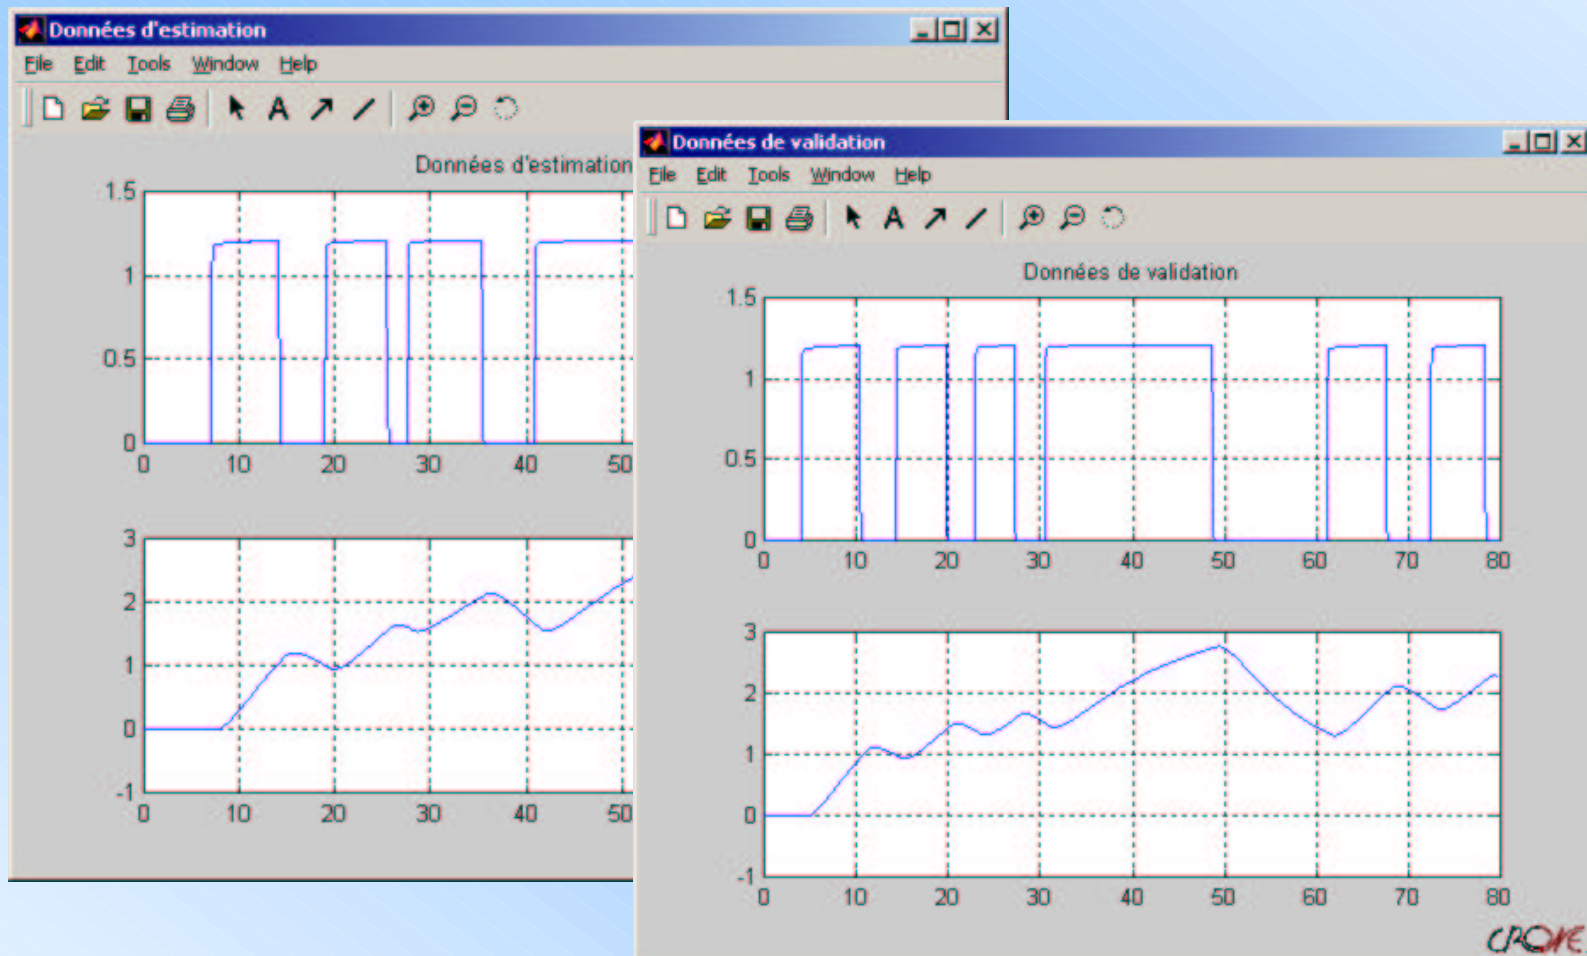 Données d'estimation
File Edit Tools Window Help
A
Données d'estimation
1.5
1
0.5
0
0 10 20 30 40 50
3
2
1
0
-1
0 10 20 30 40 50
Données de validation
File Edit Tools Window Help
A
Données de validation
1.5
1
0.5
0
0 10 20 30 40 50 60 70 80
3
2
1
0
-1
0 10 20 30 40 50 60 70 80
CRONE